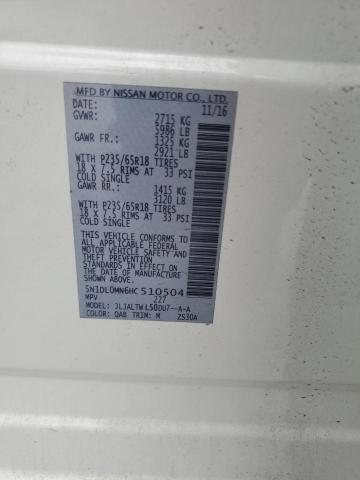 MFD BY NISSAN MOTOR CO., LTD.
DATE: 11/16
GVWR: 2715 KG
5986 LB
GAWR FR: 1325 KG
2921 LB
WITH P235/65R18 TIRES
18 X 7.5 RIMS AT 33 PSI
COLD SINGLE
GAWR RR: 1415 KG
3120 LB
WITH P235/65R18 TIRES
18 X 7.5 RIMS AT 33 PSI
COLD SINGLE
THIS VEHICLE CONFORMS TO ALL
APPLICABLE FEDERAL
MOTOR VEHICLE SAFETY
AND THEFT PREVENTION
STANDARDS IN EFFECT
ON THE DATE OF
MANUFACTURE SHOWN ABOVE.
5N1DL0MN6HC510504
MPV 227
MODEL: JLJALTWL50DU7--A-A
COLOR: QAB TRIM: M ZS30A